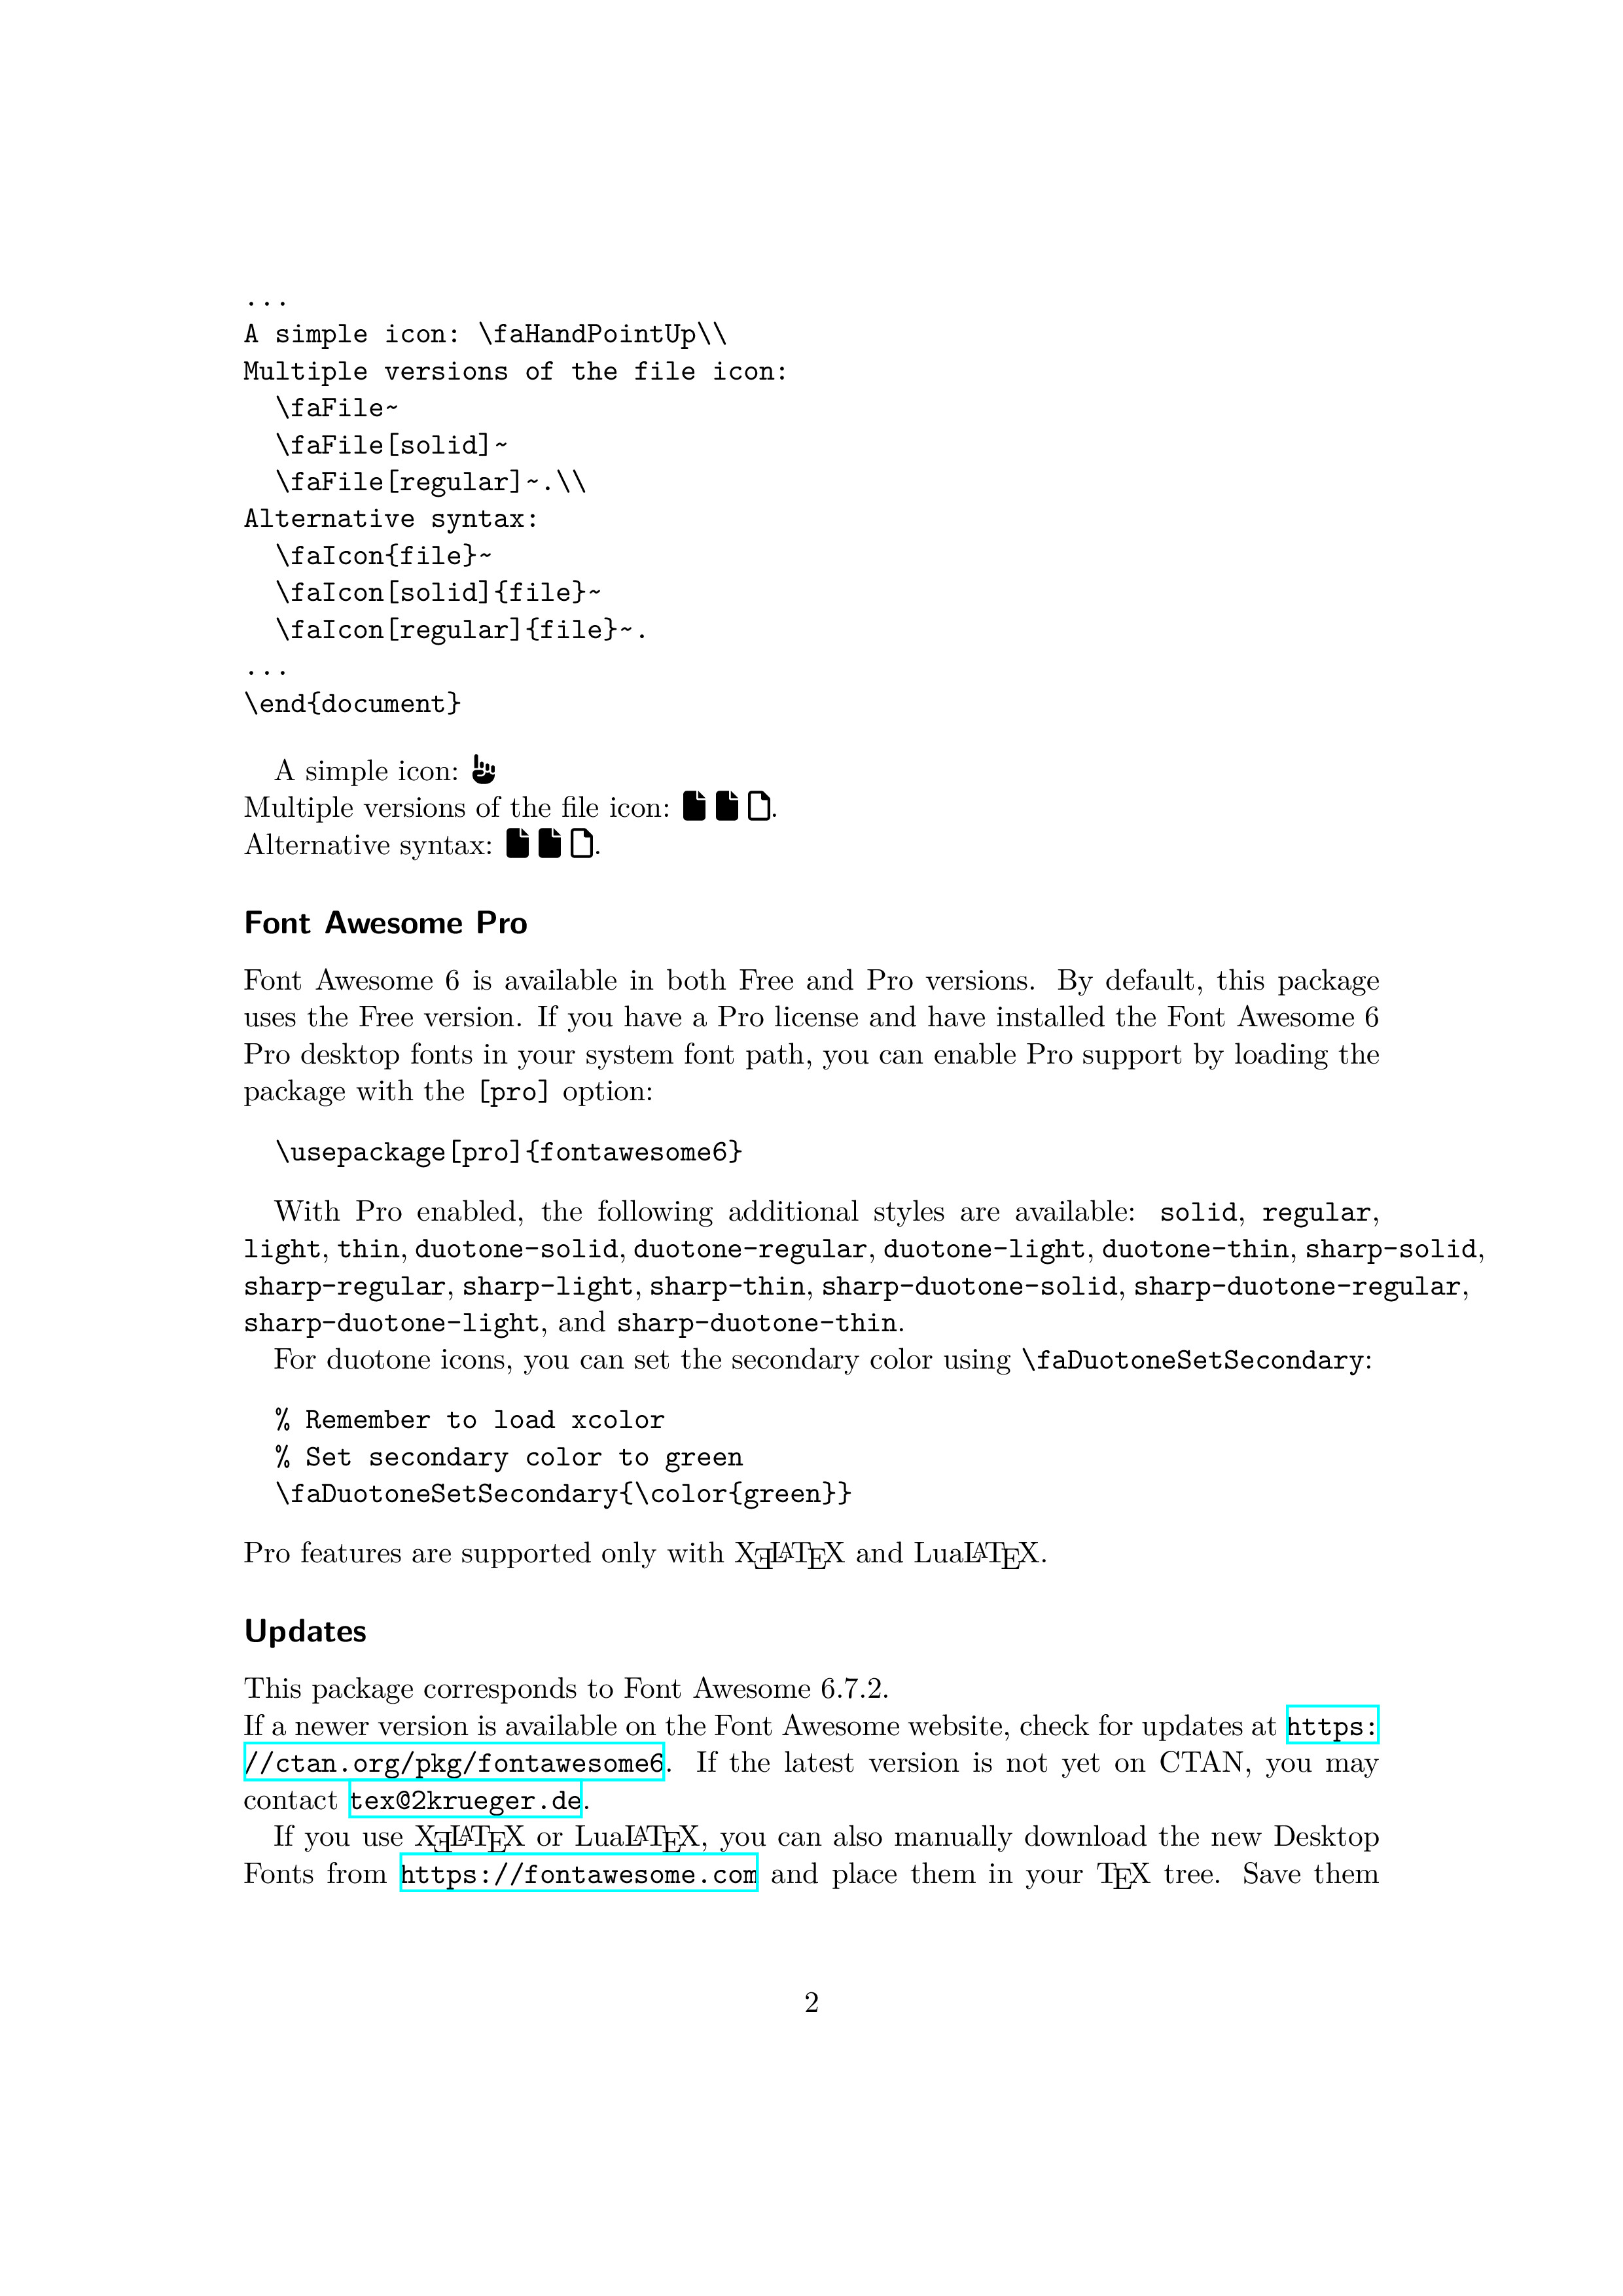 ...
A simple icon: \faHandPointUp\\
Multiple versions of the file icon:
  \faFile~
  \faFile[solid]~
  \faFile[regular]~.\\
Alternative syntax:
  \faIcon{file}~
  \faIcon[solid]{file}~
  \faIcon[regular]{file}~.
...
\end{document}
A simple icon:
Multiple versions of the file icon: .
Alternative syntax: .
Font Awesome Pro
Font Awesome 6 is available in both Free and Pro versions. By default, this package
uses the Free version. If you have a Pro license and have installed the Font Awesome 6
Pro desktop fonts in your system font path, you can enable Pro support by loading the
package with the [pro] option:
\usepackage[pro]{fontawesome6}
With Pro enabled, the following additional styles are available: solid, regular,
light, thin, duotone-solid, duotone-regular, duotone-light, duotone-thin, sharp-solid,
sharp-regular, sharp-light, sharp-thin, sharp-duotone-solid, sharp-duotone-regular,
sharp-duotone-light, and sharp-duotone-thin.
For duotone icons, you can set the secondary color using \faDuotoneSetSecondary:
% Remember to load xcolor
% Set secondary color to green
\faDuotoneSetSecondary{\color{green}}
Pro features are supported only with XƎLATEX and LuaLATEX.
Updates
This package corresponds to Font Awesome 6.7.2.
If a newer version is available on the Font Awesome website, check for updates at https:
//ctan.org/pkg/fontawesome6. If the latest version is not yet on CTAN, you may
contact tex@2krueger.de.
If you use XƎLATEX or LuaLATEX, you can also manually download the new Desktop
Fonts from https://fontawesome.com and place them in your TEX tree. Save them
2